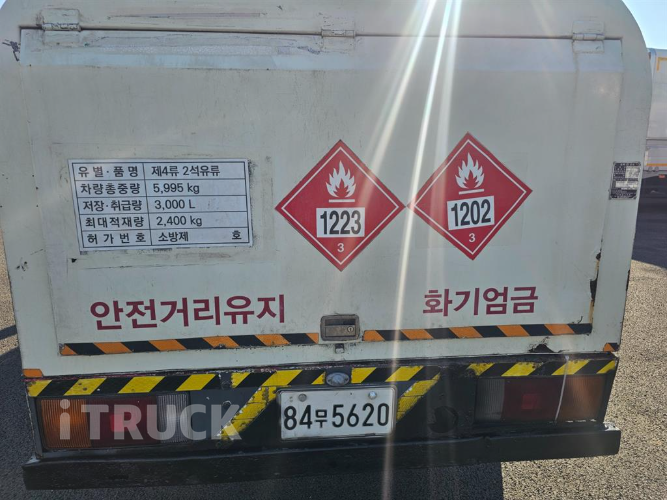 유별·품명 제4류 2석유류
차량총중량 5,995 kg
저장·취급량 3,000 L
최대적재량 2,400 kg
허가번호 소방제 호
1223
3
1202
3
안전거리유지
화기엄금
iTRUCK
84무5620